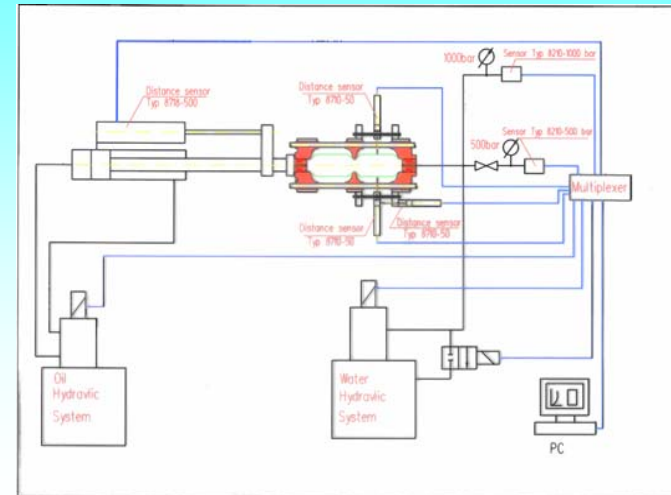 1000bar
Sensor Typ 8210-1000 bar
Distance sensor
Typ 8718-500
Distance sensor
Typ 8710-50
500bar
Sensor Typ 8210-500 bar
Multiplexer
Distance sensor
Typ 8710-50
Distance sensor
Typ 8710-50
Oil
Hydravlic
System
Water
Hydravlic
System
PC